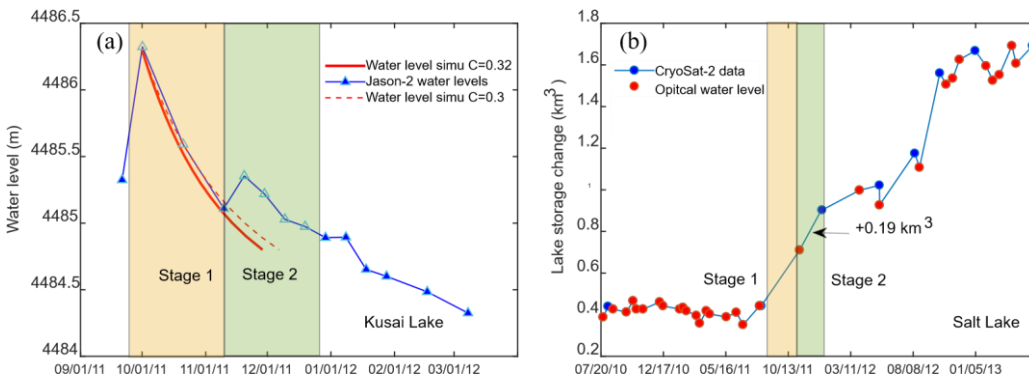 (a)
Water level (m)
4486.5
4486
4485.5
4485
4484.5
4484
Water level simu C=0.32
Jason-2 water levels
Water level simu C=0.3
Stage 1
Stage 2
Kusai Lake
09/01/11 10/01/11 11/01/11 12/01/11 01/01/12 02/01/12 03/01/12
(b)
Lake storage change (km3)
1.8
1.6
1.4
1.2
1
0.8
0.6
0.4
0.2
CryoSat-2 data
Opitcal water level
+0.19 km3
Stage 1
Stage 2
Salt Lake
07/20/10 12/17/10 05/16/11 10/13/11 03/11/12 08/08/12 01/05/13